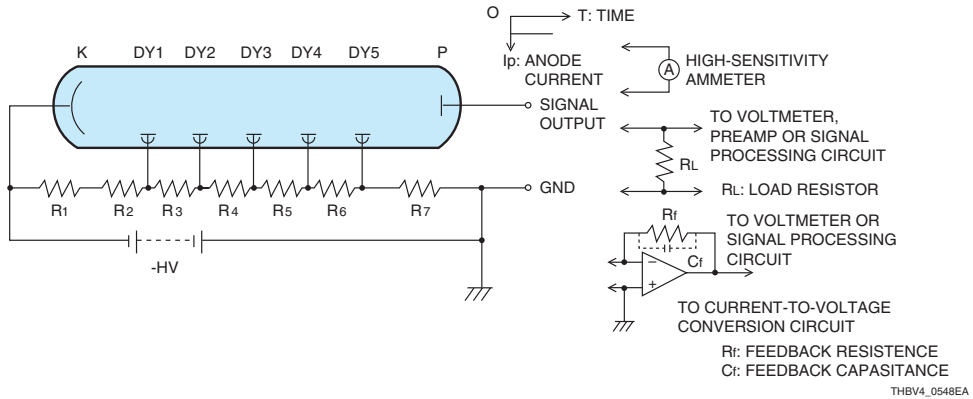 K DY1 DY2 DY3 DY4 DY5 P
R1 R2 R3 R4 R5 R6 R7
-HV
O
T: TIME
Ip: ANODE
CURRENT
SIGNAL
OUTPUT
GND
A
HIGH-SENSITIVITY
AMMETER
TO VOLTMETER,
PREAMP OR SIGNAL
PROCESSING CIRCUIT
RL
RL: LOAD RESISTOR
Rf
Cf
TO VOLTMETER OR
SIGNAL PROCESSING
CIRCUIT
TO CURRENT-TO-VOLTAGE
CONVERSION CIRCUIT
Rf: FEEDBACK RESISTENCE
Cf: FEEDBACK CAPASITANCE
THBV4_0548EA